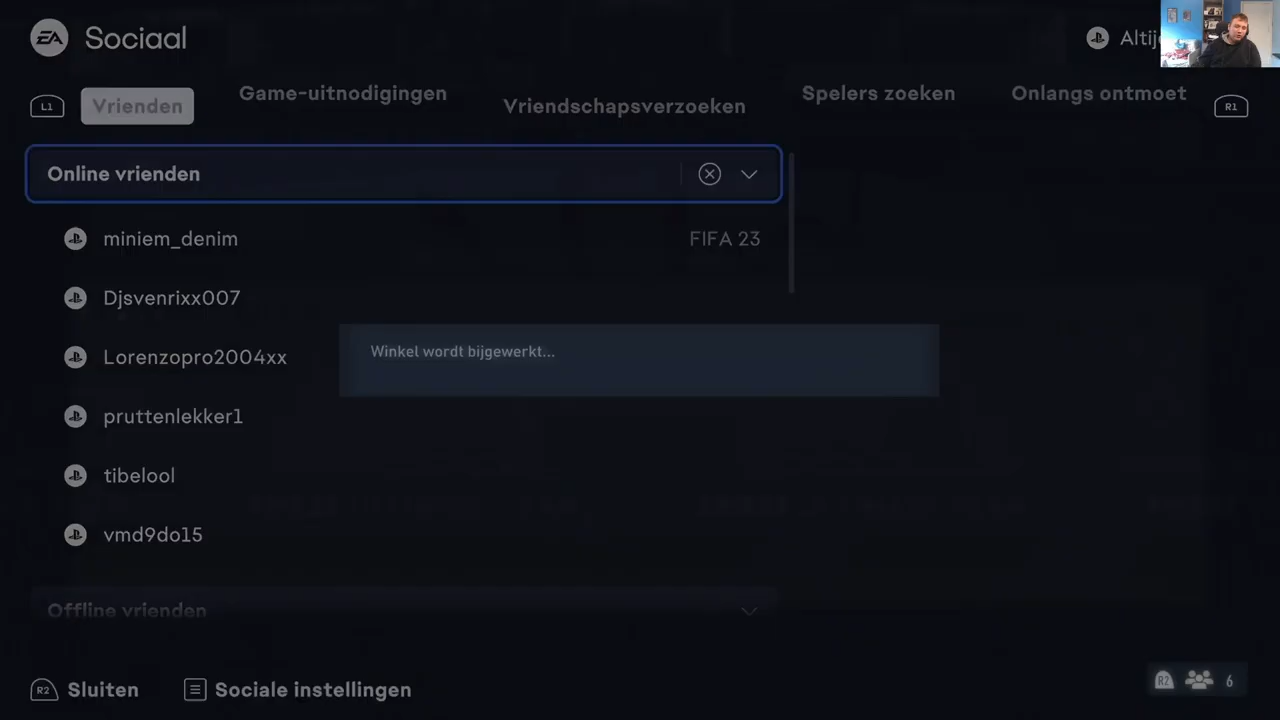 EA Sociaal
L1 Vrienden Game-uitnodigingen Vriendschapsverzoeken Spelers zoeken Onlangs ontmoet R1
Online vrienden
miniem_denim FIFA 23
Djsvenrixx007
Lorenzopro2004xx
Winkel wordt bijgewerkt...
pruttenlekker1
tibelool
vmd9do15
Offline vrienden
R2 Sluiten Sociale instellingen R2 6